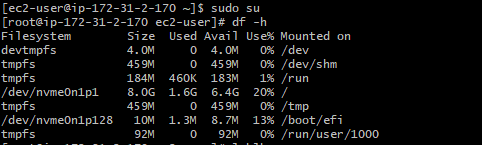 [ec2-user@ip-172-31-2-170 ~]$ sudo su
[root@ip-172-31-2-170 ec2-user]# df -h
Filesystem        Size  Used Avail Use% Mounted on
devtmpfs          4.0M     0  4.0M   0% /dev
tmpfs             459M     0  459M   0% /dev/shm
tmpfs             184M  460K  183M   1% /run
/dev/nvme0n1p1    8.0G  1.6G  6.4G  20% /
tmpfs             459M     0  459M   0% /tmp
/dev/nvme0n1p128   10M  1.3M  8.7M  13% /boot/efi
tmpfs              92M     0   92M   0% /run/user/1000